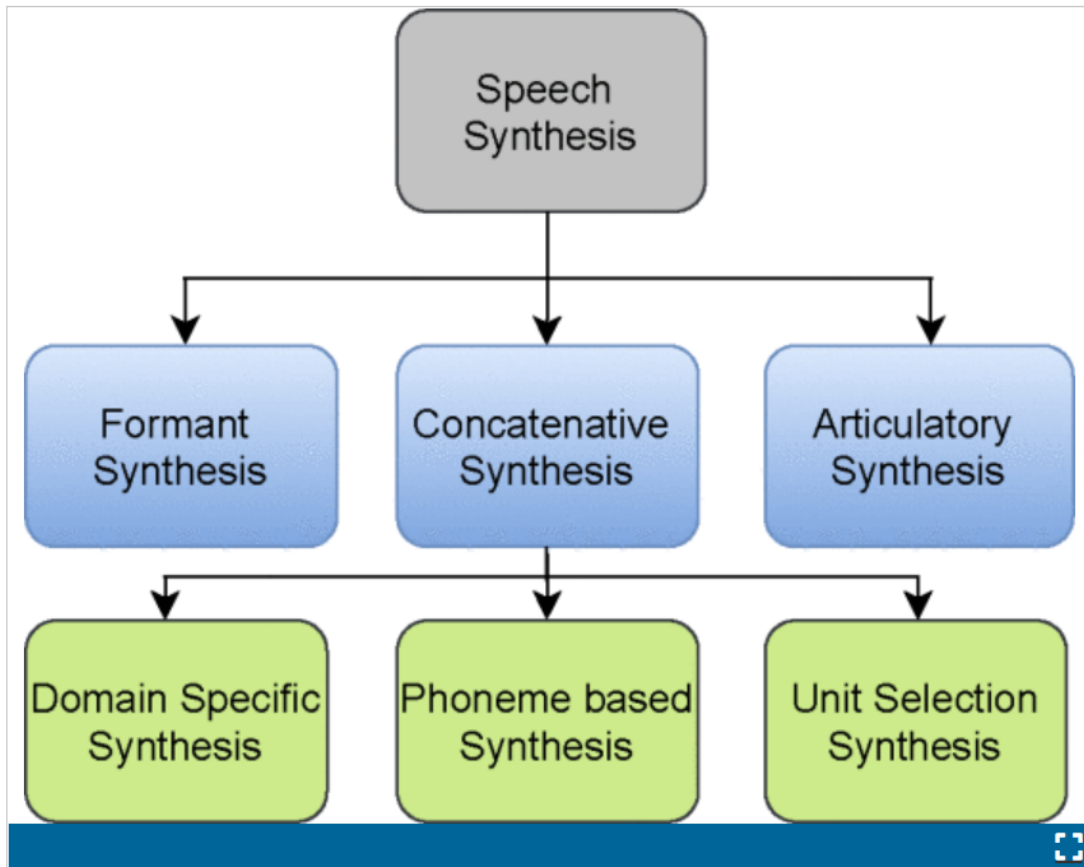 Speech
Synthesis
Formant
Synthesis
Concatenative
Synthesis
Articulatory
Synthesis
Domain Specific
Synthesis
Phoneme based
Synthesis
Unit Selection
Synthesis